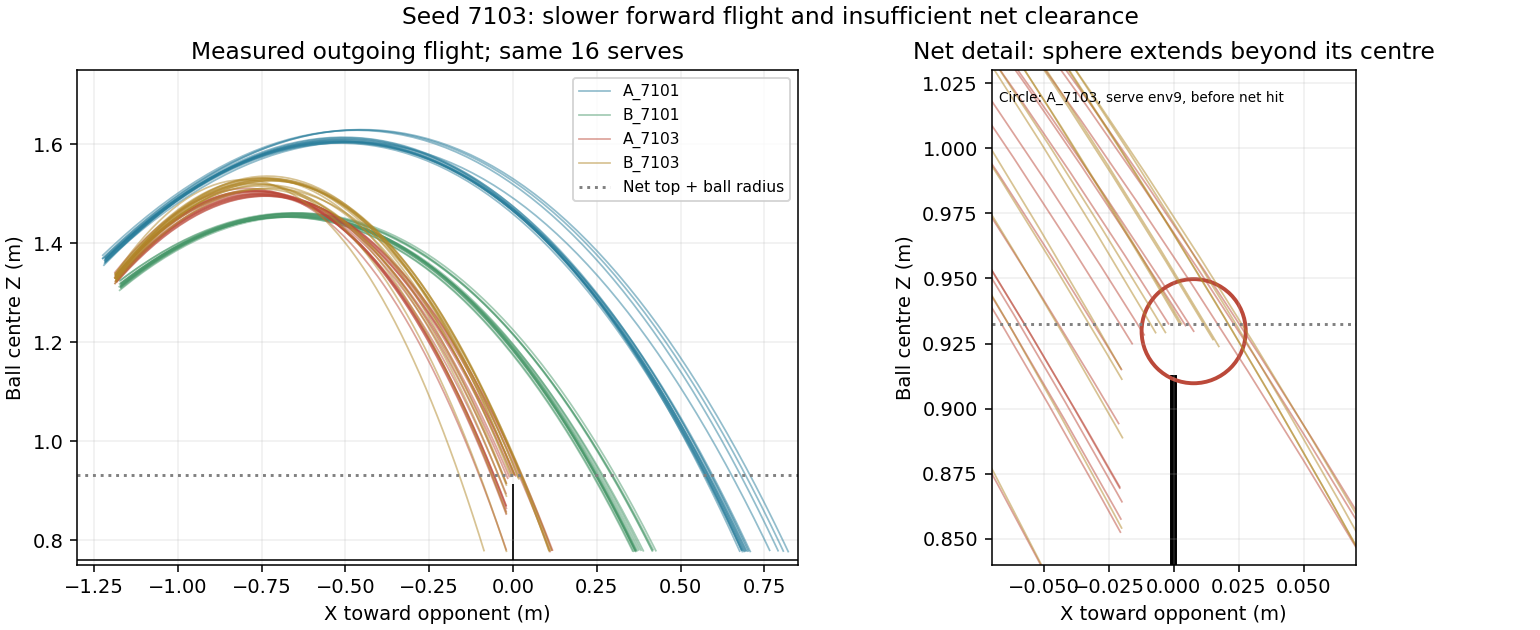 Seed 7103: slower forward flight and insufficient net clearance
Measured outgoing flight; same 16 serves
A_7101
B_7101
A_7103
B_7103
Net top + ball radius
Ball centre Z (m)
1.6
1.4
1.2
1.0
0.8
−1.25 −1.00 −0.75 −0.50 −0.25 0.00 0.25 0.50 0.75
X toward opponent (m)
Net detail: sphere extends beyond its centre
Circle: A_7103, serve env9, before net hit
Ball centre Z (m)
1.025
1.000
0.975
0.950
0.925
0.900
0.875
0.850
−0.050 −0.025 0.000 0.025 0.050
X toward opponent (m)